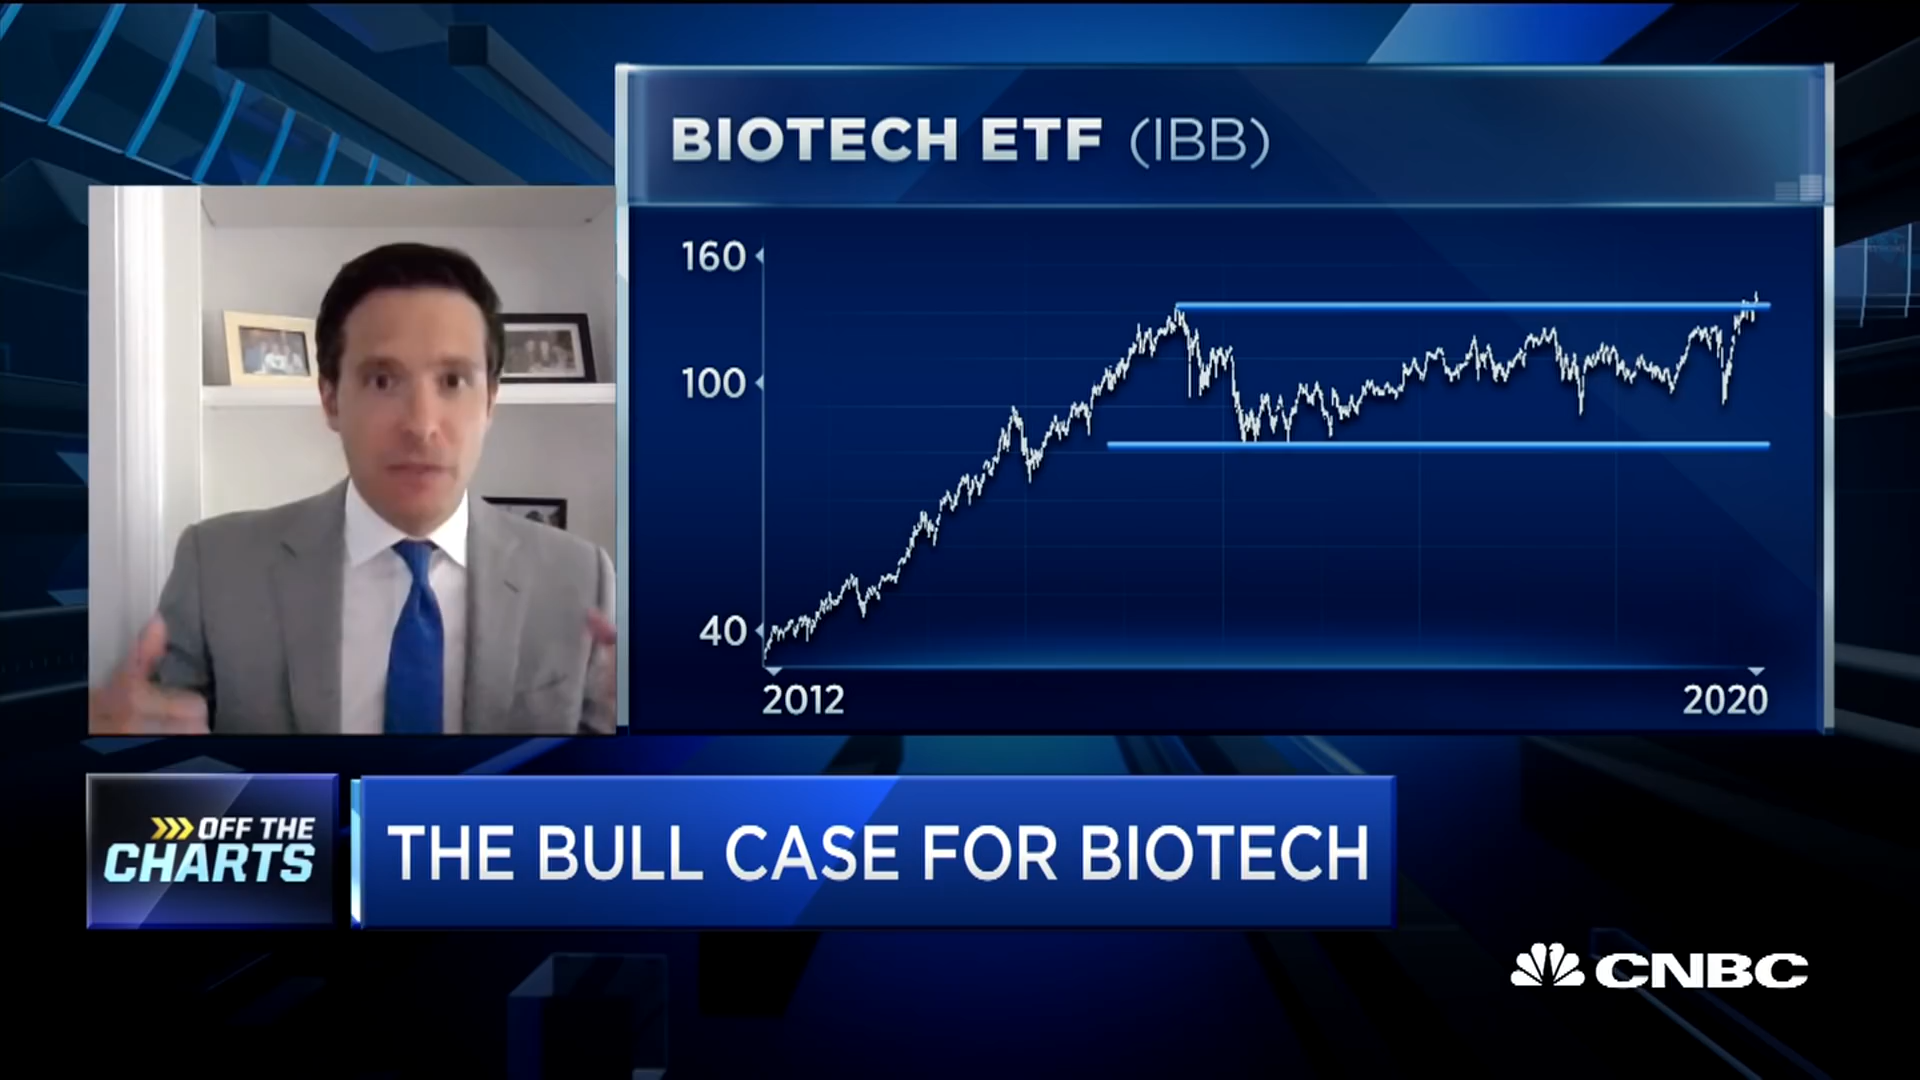 BIOTECH ETF (IBB)
160
100
40
2012
2020
OFF THE
CHARTS
THE BULL CASE FOR BIOTECH
CNBC